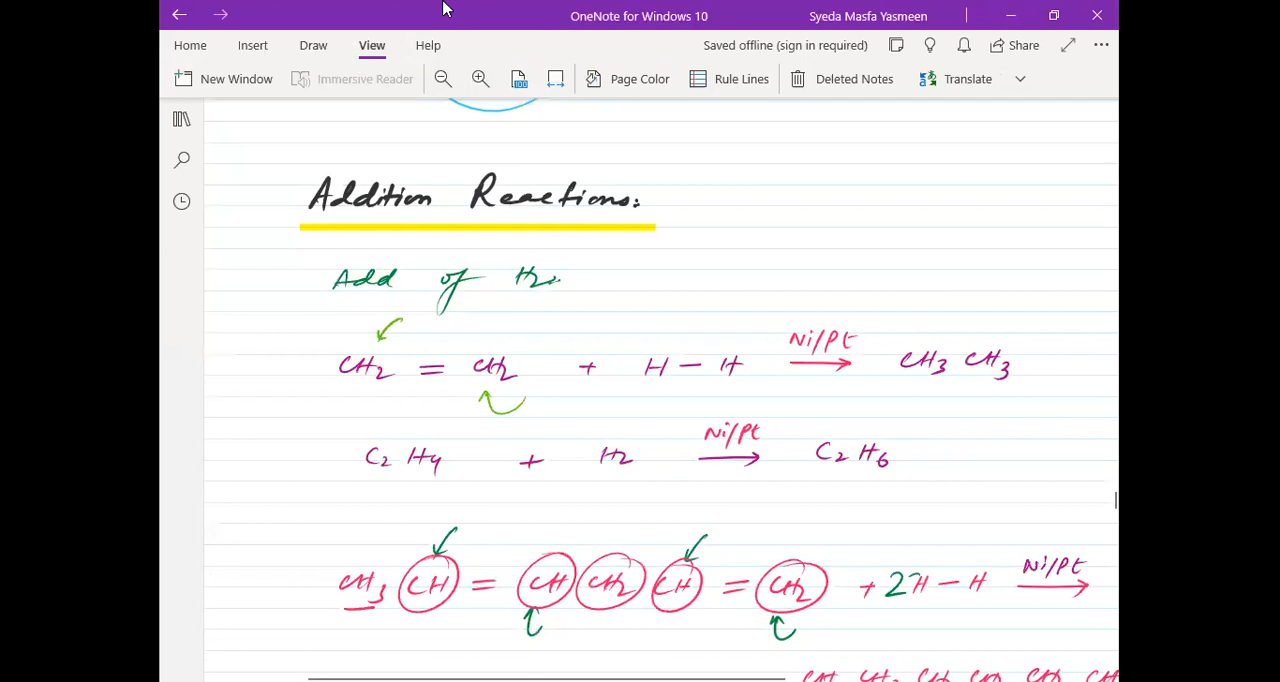 OneNote for Windows 10 Syeda Masfa Yasmeen
Home Insert Draw View Help Saved offline (sign in required) Share
New Window Immersive Reader 100 Page Color Rule Lines Deleted Notes Translate
Addition Reactions:
Add of H2
CH2 = CH2 + H - H Ni/Pt → CH3 CH3
C2 H4 + H2 Ni/Pt → C2 H6
CH3 CH = CH CH2 CH = CH2 + 2H - H Ni/Pt →